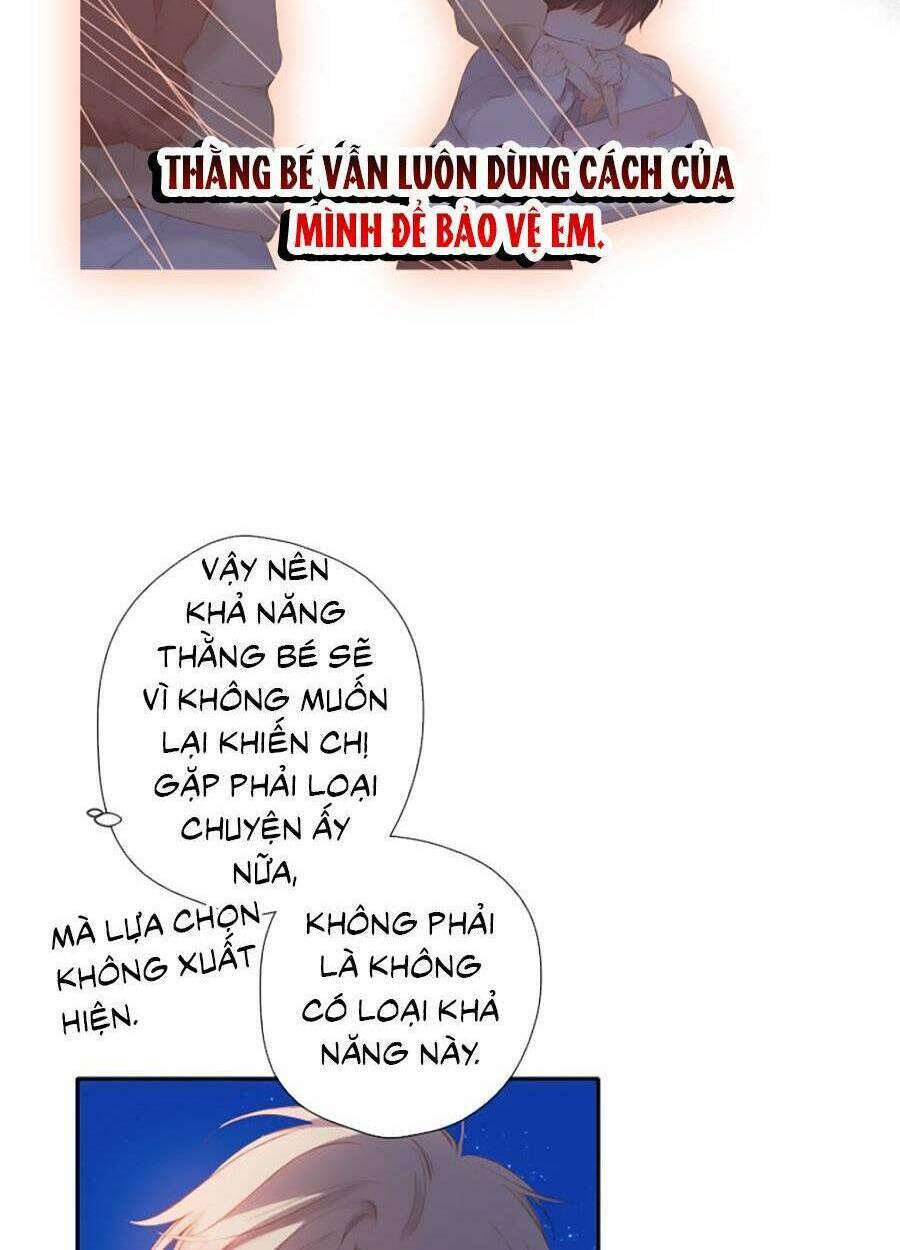 THẰNG BÉ VẪN LUÔN DÙNG CÁCH CỦA
MÌNH ĐỂ BẢO VỆ EM.
VẬY NÊN
KHẢ NĂNG
THẰNG BÉ SẼ
VÌ KHÔNG MUỐN
LẠI KHIẾN CHỊ
GẶP PHẢI LOẠI
CHUYỆN ẤY
NỮA,
MÀ LỰA CHỌN
KHÔNG XUẤT
HIỆN.
KHÔNG PHẢI
LÀ KHÔNG
CÓ LOẠI KHẢ
NĂNG NÀY.